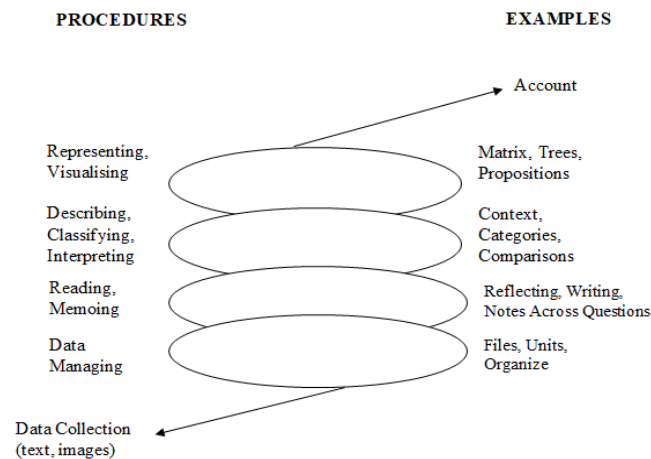 PROCEDURES
EXAMPLES
Account
Representing,
Visualising
Matrix, Trees,
Propositions
Describing,
Classifying,
Interpreting
Context,
Categories,
Comparisons
Reading,
Memoing
Reflecting, Writing,
Notes Across Questions
Data
Managing
Files, Units,
Organize
Data Collection
(text, images)